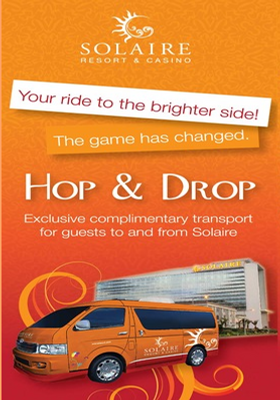 SOLAIRE
RESORT & CASINO
Your ride to the brighter side!
The game has changed.
HOP & DROP
Exclusive complimentary transport
for guests to and from Solaire
SOLAIRE
SOLAIRE